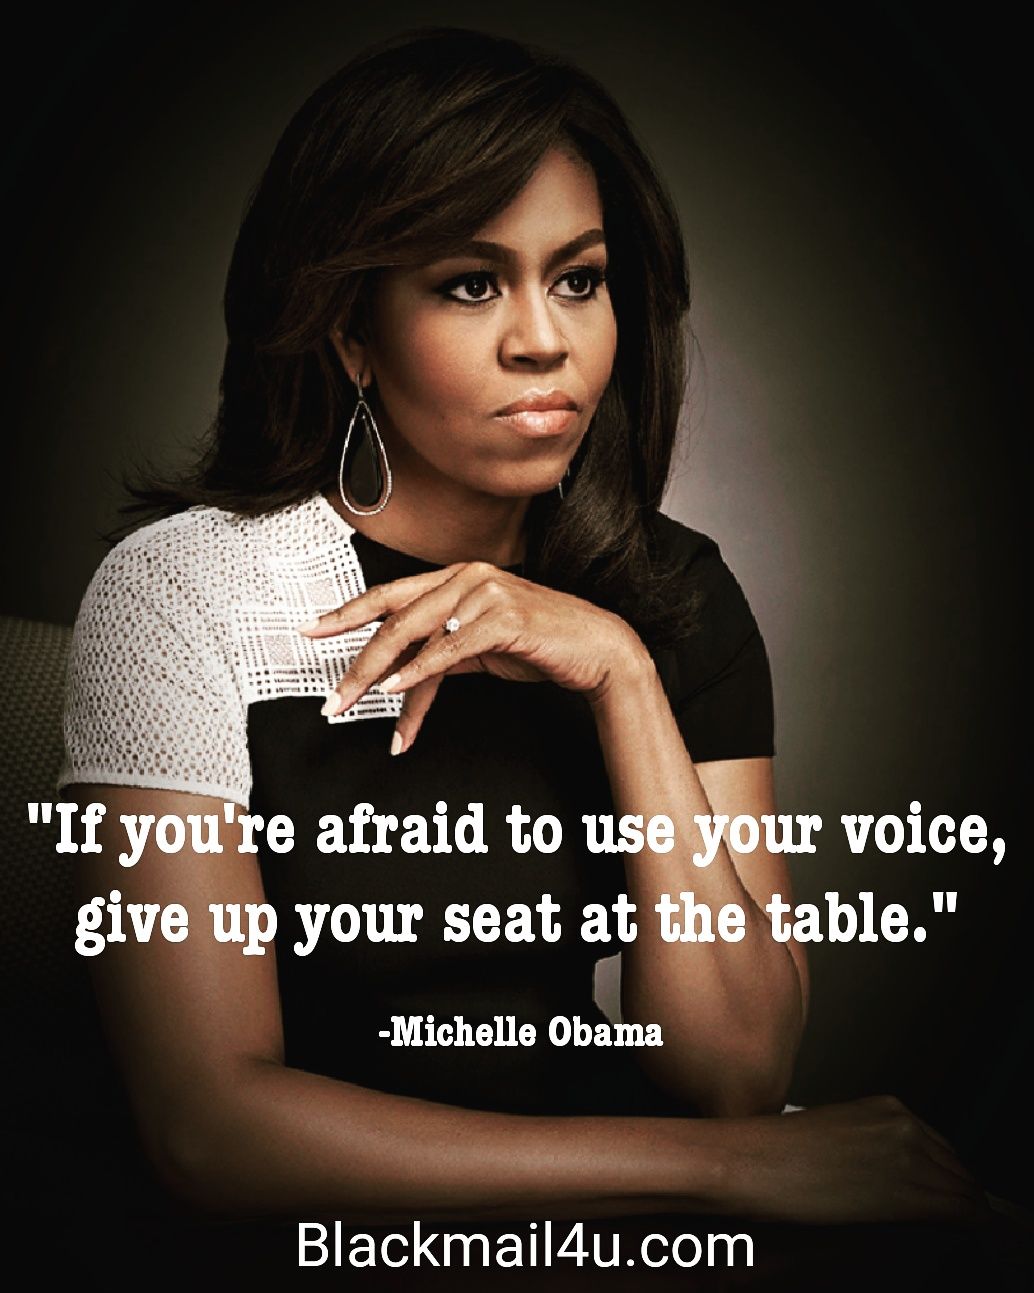 "If you're afraid to use your voice,
give up your seat at the table."
-Michelle Obama
Blackmail4u.com